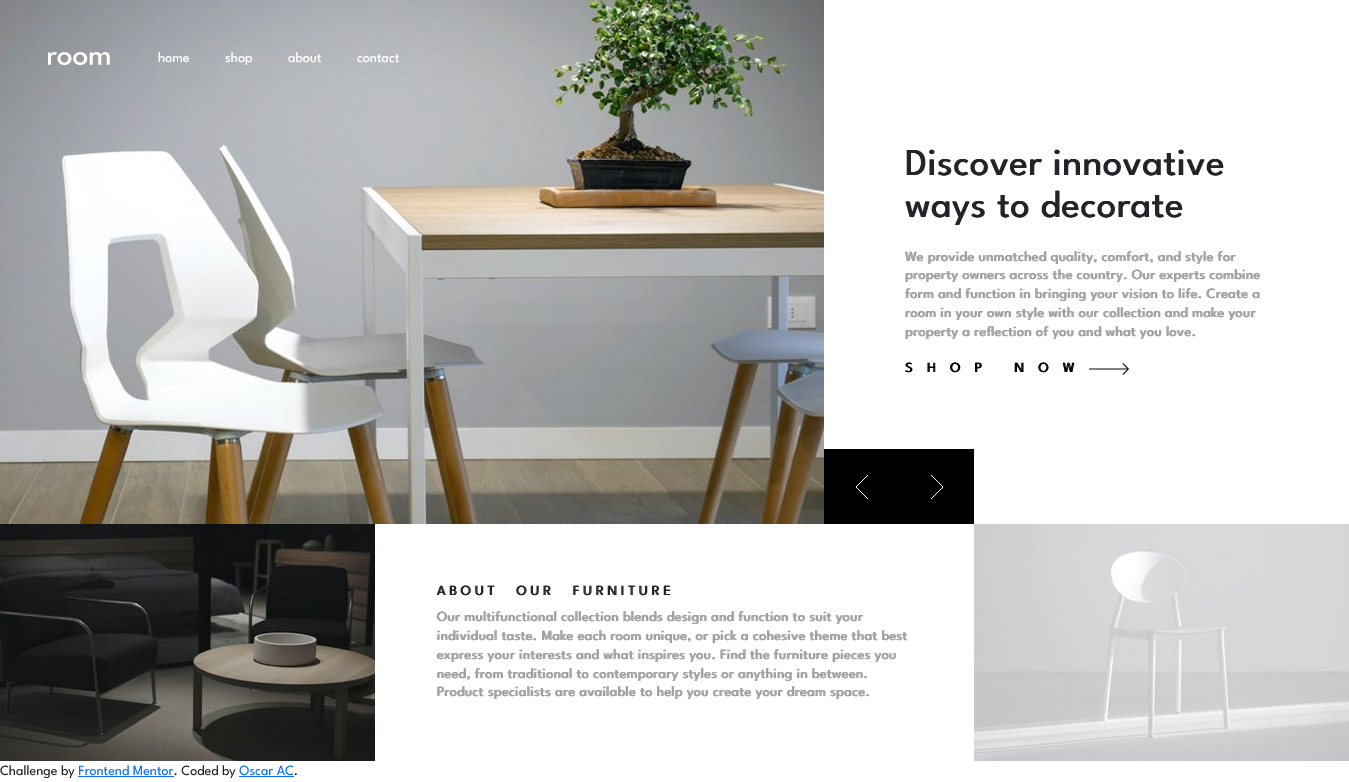 room
home shop about contact
Discover innovative
ways to decorate
We provide unmatched quality, comfort, and style for
property owners across the country. Our experts combine
form and function in bringing your vision to life. Create a
room in your own style with our collection and make your
property a reflection of you and what you love.
SHOP NOW
ABOUT OUR FURNITURE
Our multifunctional collection blends design and function to suit your
individual taste. Make each room unique, or pick a cohesive theme that best
express your interests and what inspires you. Find the furniture pieces you
need, from traditional to contemporary styles or anything in between.
Product specialists are available to help you create your dream space.
Challenge by Frontend Mentor. Coded by Oscar AC.